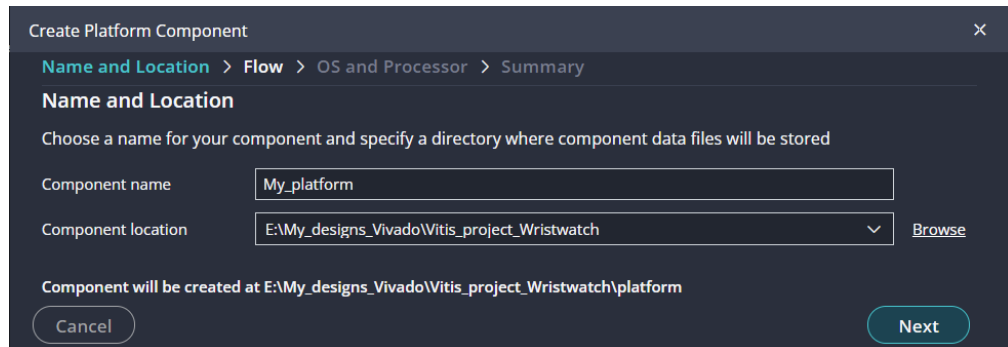 Create Platform Component ×
Name and Location > Flow > OS and Processor > Summary
Name and Location
Choose a name for your component and specify a directory where component data files will be stored
Component name My_platform
Component location E:\My_designs_Vivado\Vitis_project_Wristwatch Browse
Component will be created at E:\My_designs_Vivado\Vitis_project_Wristwatch\platform
Cancel Next